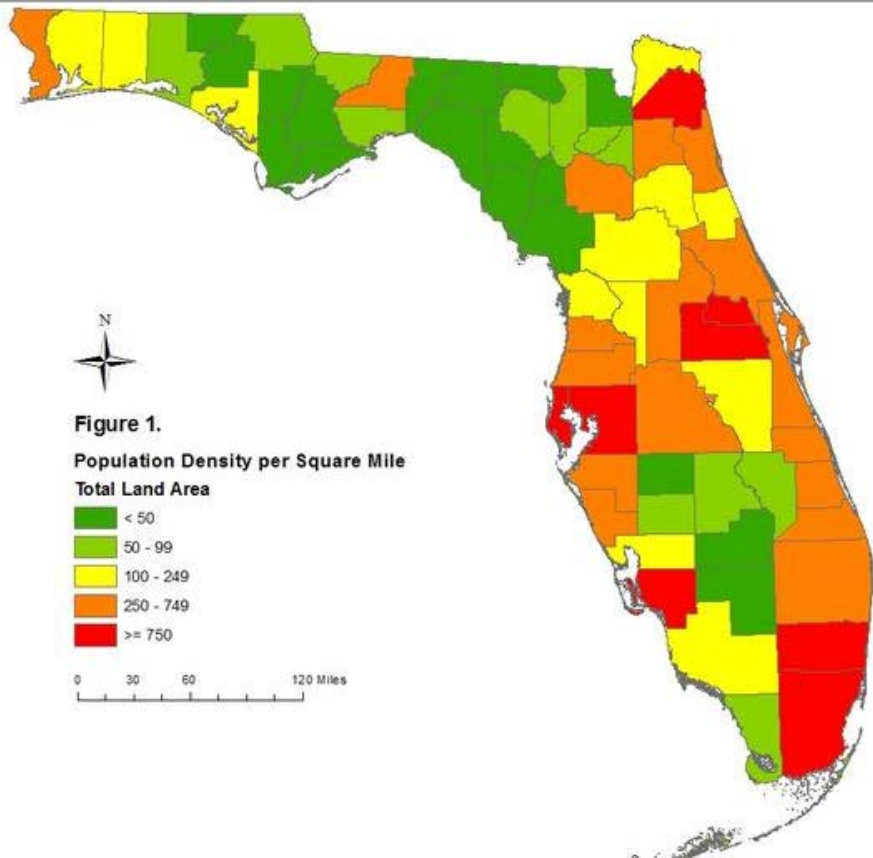 N
Figure 1.
Population Density per Square Mile
Total Land Area
< 50
50 - 99
100 - 249
250 - 749
>= 750
0 30 60 120 Miles